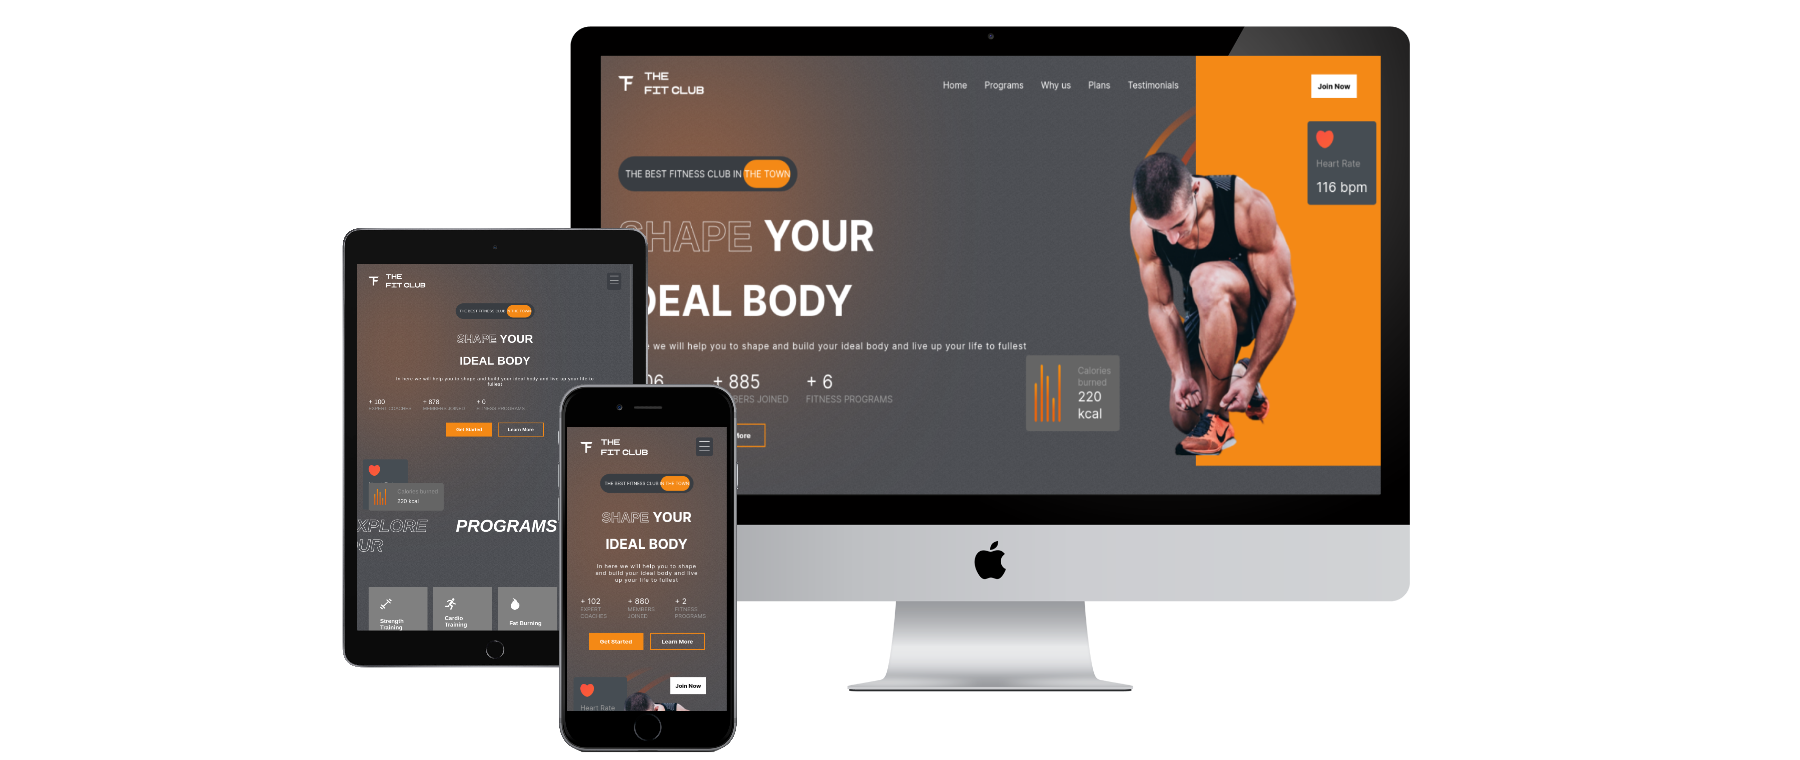 THE
FIT CLUB
Home Programs Why us Plans Testimonials
Join Now
Heart Rate
116 bpm
THE BEST FITNESS CLUB IN THE TOWN
SHAPE YOUR
DEAL BODY
we will help you to shape and build your ideal body and live up your life to fullest
06 + 885 + 6
BERS JOINED FITNESS PROGRAMS
More
Calories
burned
220
kcal
THE
FIT CLUB
THE BEST FITNESS CLUB IN THE TOWN
SHAPE YOUR
IDEAL BODY
In here we will help you to shape and build your ideal body and live up your life to
fullest
+ 100 + 878 + 0
EXPERT COACHES MEMBERS JOINED FITNESS PROGRAMS
Get Started Learn More
Calories burned
220 kcal
XPLORE PROGRAMS
UR
Strength
Training
Cardio
Training
Fat Burning
THE
FIT CLUB
THE BEST FITNESS CLUB IN THE TOWN
SHAPE YOUR
IDEAL BODY
In here we will help you to shape
and build your ideal body and live
up your life to fullest
+ 102 + 880 + 2
EXPERT MEMBERS FITNESS
COACHES JOINED PROGRAMS
Get Started Learn More
Join Now
Heart Rate